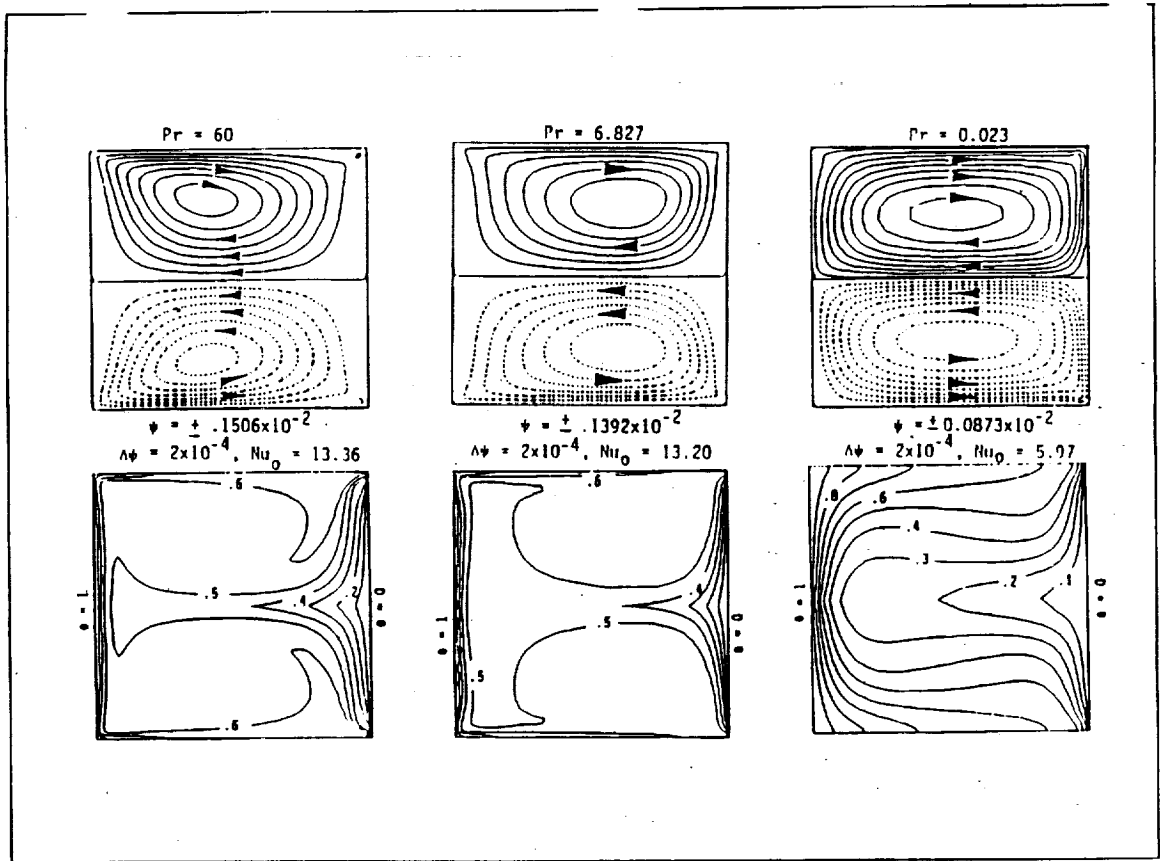 Pr = 60
Pr = 6.827
Pr = 0.023
ψ = ± .1506x10-2
Δψ = 2x10-4, Nu0 = 13.36
ψ = ± .1392x10-2
Δψ = 2x10-4, Nu0 = 13.20
ψ = ± 0.0873x10-2
Δψ = 2x10-4, Nu0 = 5.97
.6
.5
.4
.2
.6
θ = 1
θ = 0
.6
.4
.5
.5
θ = 1
θ = 0
.8
.6
.4
.3
.2
.1
θ = 1
θ = 0